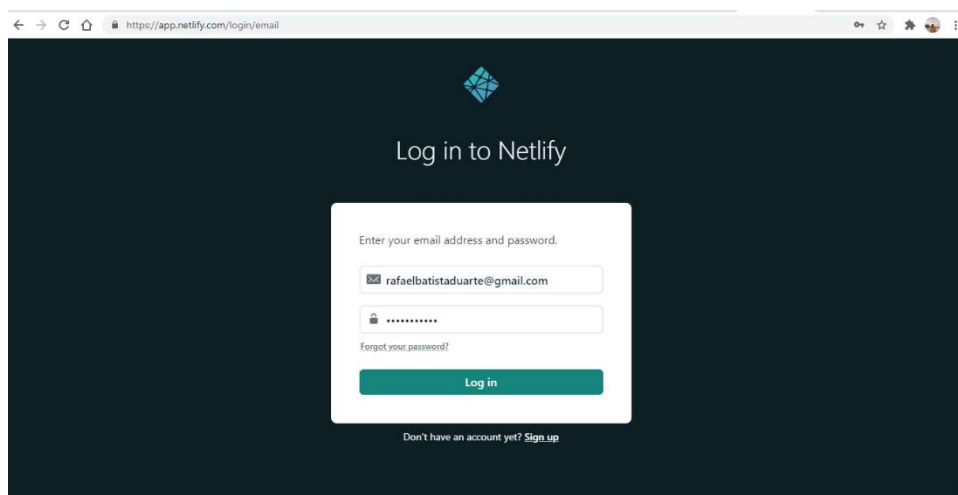 https://app.netlify.com/login/email
Log in to Netlify
Enter your email address and password.
rafaelbatistaduarte@gmail.com
•••••••••••
Forgot your password?
Log in
Don't have an account yet? Sign up